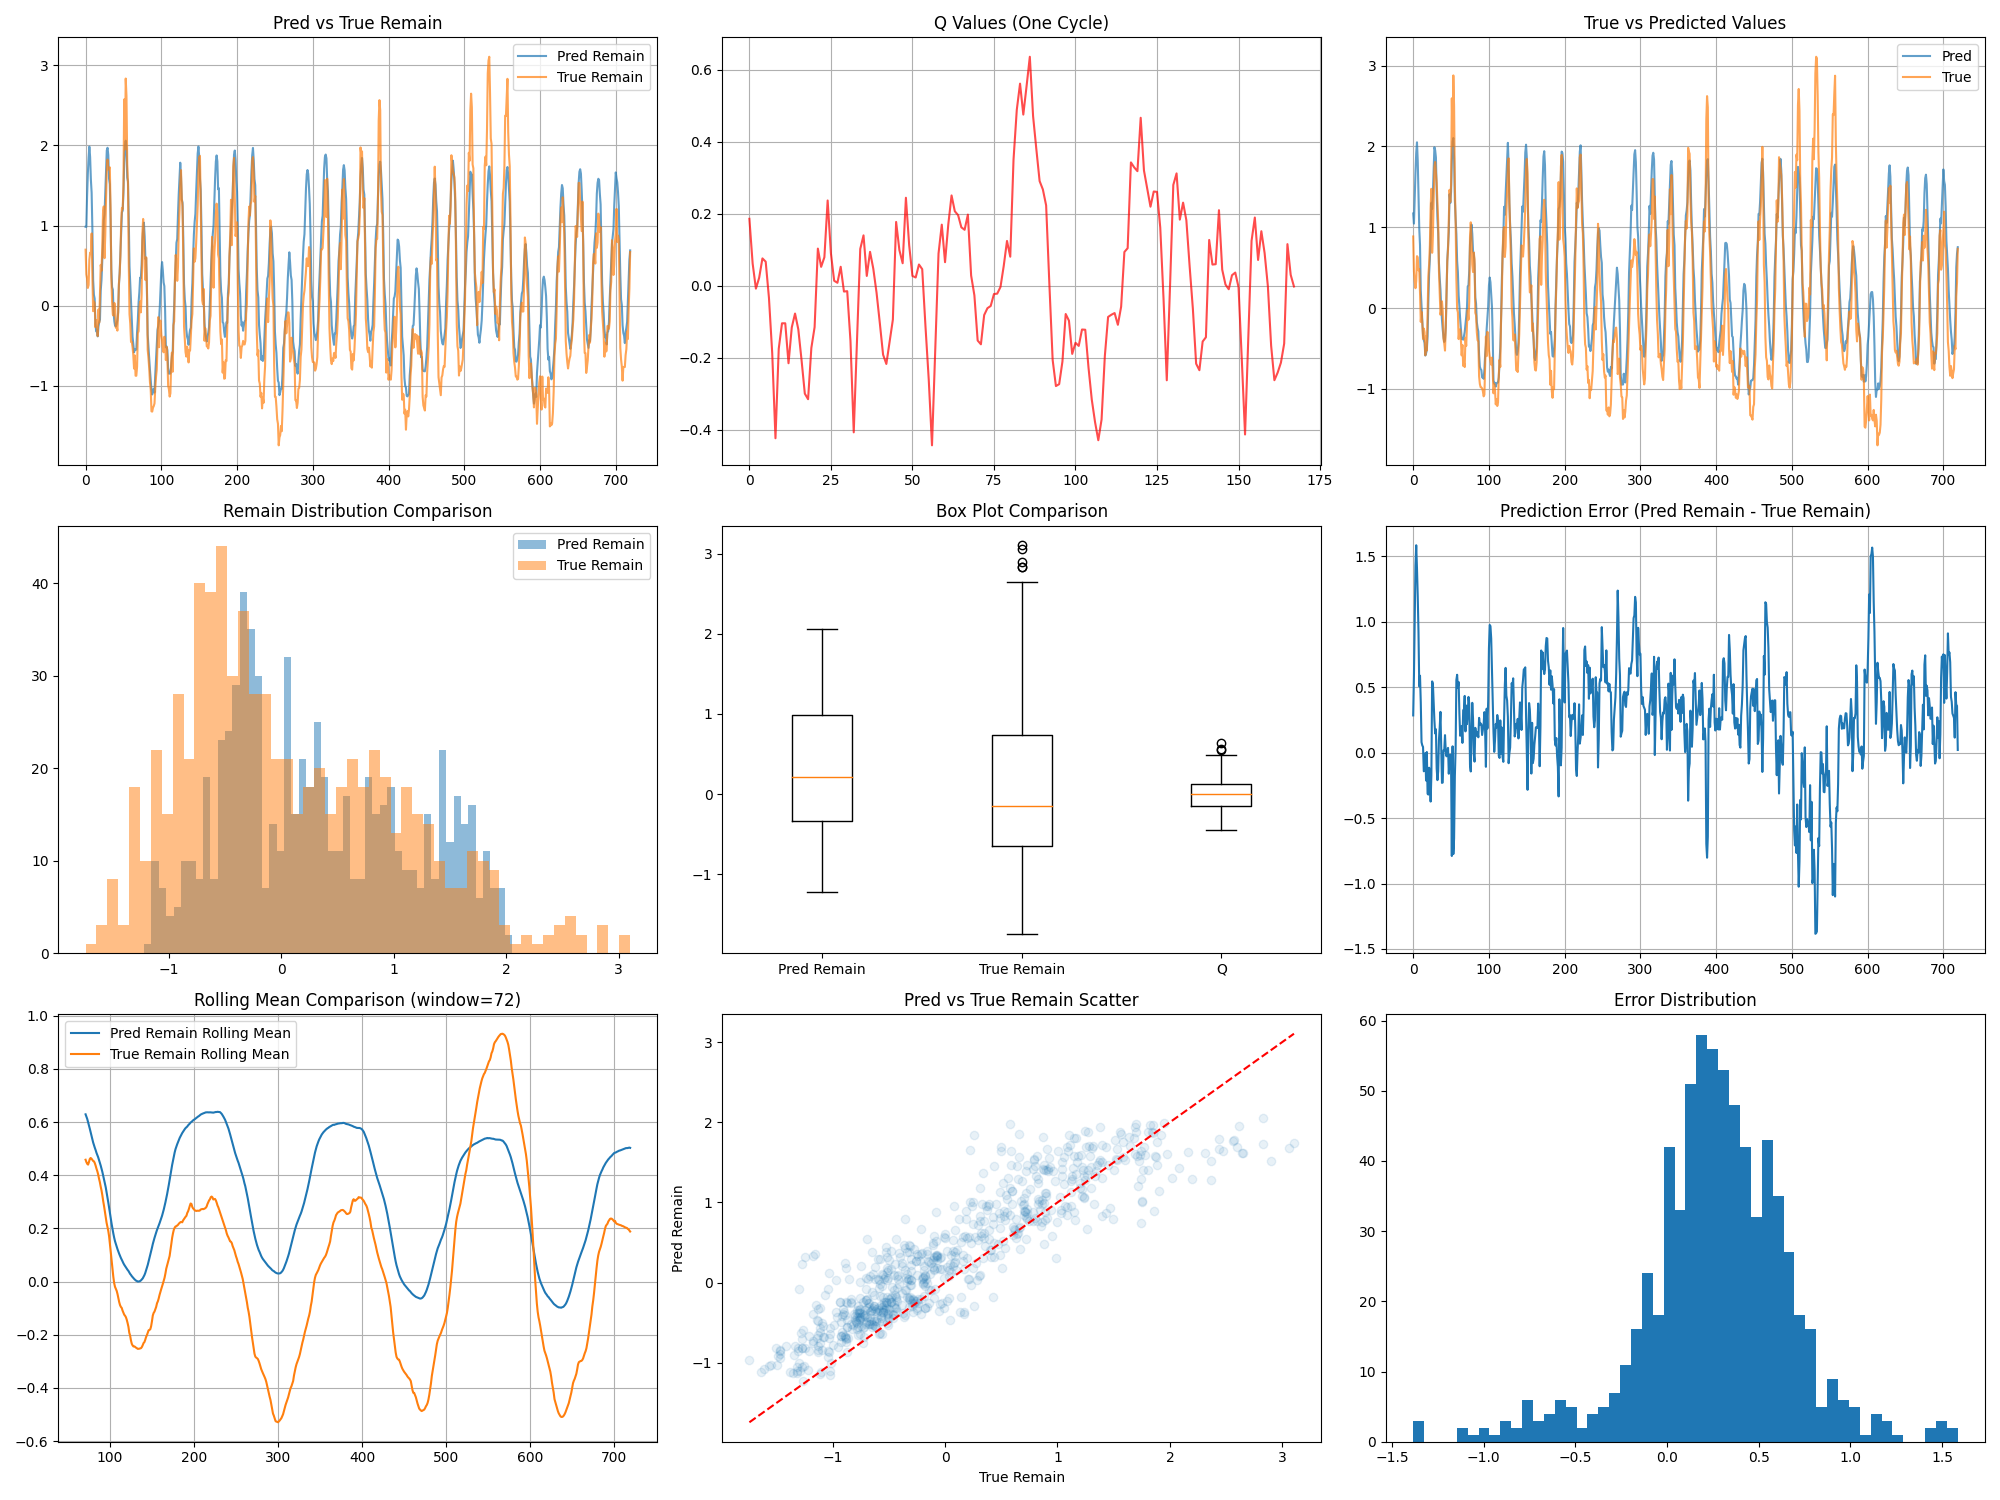 Pred vs True Remain
Pred Remain
True Remain
3
2
1
0
−1
0 100 200 300 400 500 600 700
Q Values (One Cycle)
0.6
0.4
0.2
0.0
−0.2
−0.4
0 25 50 75 100 125 150 175
True vs Predicted Values
Pred
True
3
2
1
0
−1
0 100 200 300 400 500 600 700
Remain Distribution Comparison
Pred Remain
True Remain
40
30
20
10
0
−1 0 1 2 3
Box Plot Comparison
3
2
1
0
−1
Pred Remain True Remain Q
Prediction Error (Pred Remain - True Remain)
1.5
1.0
0.5
0.0
−0.5
−1.0
−1.5
0 100 200 300 400 500 600 700
Rolling Mean Comparison (window=72)
Pred Remain Rolling Mean
True Remain Rolling Mean
1.0
0.8
0.6
0.4
0.2
0.0
−0.2
−0.4
−0.6
100 200 300 400 500 600 700
Pred vs True Remain Scatter
Pred Remain
3
2
1
0
−1
−1 0 1 2 3
True Remain
Error Distribution
60
50
40
30
20
10
0
−1.5 −1.0 −0.5 0.0 0.5 1.0 1.5